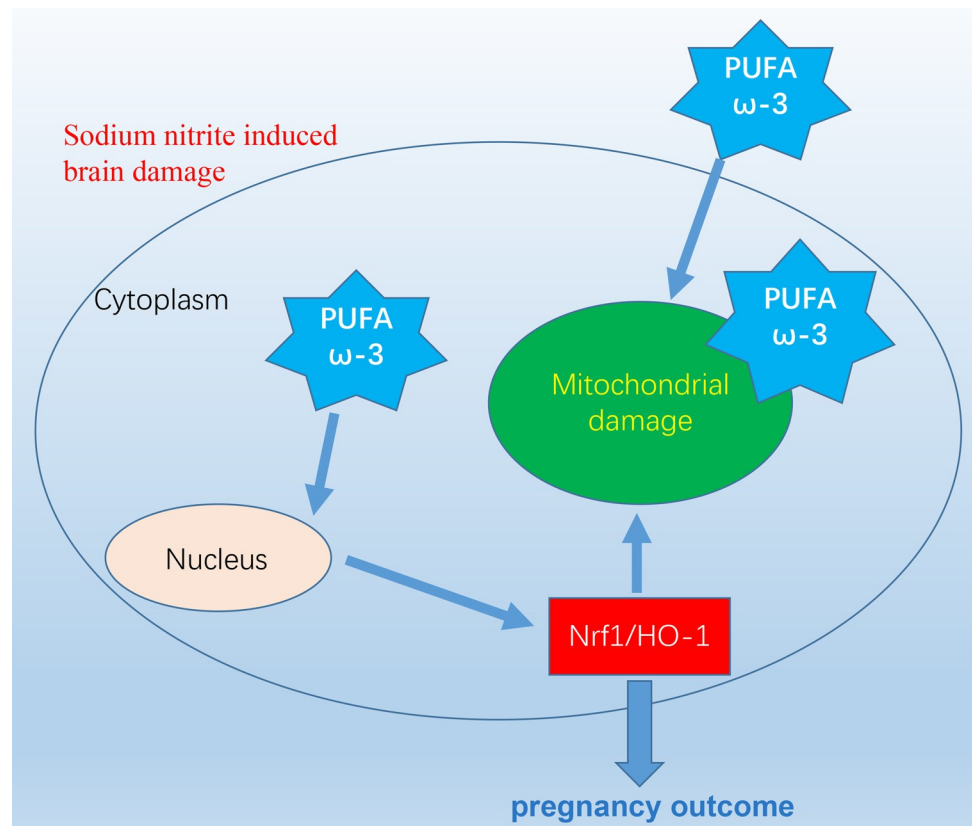 PUFA
ω-3
Sodium nitrite induced
brain damage
Cytoplasm
PUFA
ω-3
PUFA
ω-3
Mitochondrial
damage
Nucleus
Nrf1/HO-1
pregnancy outcome